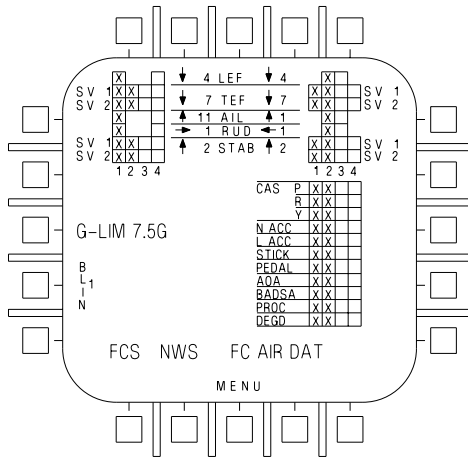 X 4 LEF 4 X
SV 1 X X X X SV 1
7 TEF 7
SV 2 X X X X SV 2
X 11 AIL 1 X
X 1 RUD 1 X
SV 1 X X X X SV 1
2 STAB 2
SV 2 X X X X SV 2
1 2 3 4 1 2 3 4
CAS P X X
R X X
Y X X
N ACC X X
L ACC X X
STICK X X
PEDAL X X
AOA X X
BADSA X X
PROC X X
DEGD X X
G-LIM 7.5G
BLIN 1
FCS NWS FC AIR DAT
MENU